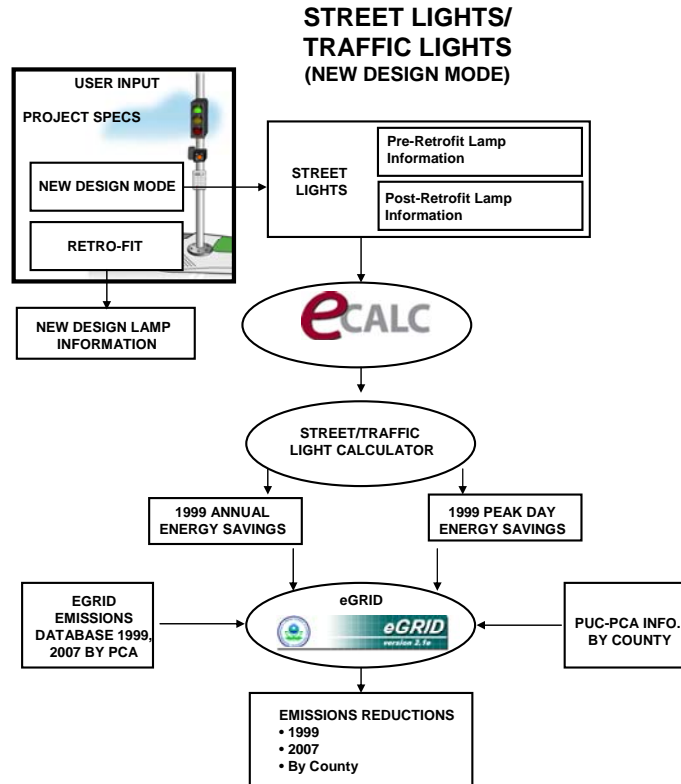 STREET LIGHTS/
TRAFFIC LIGHTS
(NEW DESIGN MODE)
USER INPUT
PROJECT SPECS
NEW DESIGN MODE
RETRO-FIT
NEW DESIGN LAMP
INFORMATION
STREET
LIGHTS
Pre-Retrofit Lamp
Information
Post-Retrofit Lamp
Information
eCALC
STREET/TRAFFIC
LIGHT CALCULATOR
1999 ANNUAL
ENERGY SAVINGS
1999 PEAK DAY
ENERGY SAVINGS
EGRID
EMISSIONS
DATABASE 1999,
2007 BY PCA
eGRID
eGRID
version 2.1e
PUC-PCA INFO.
BY COUNTY
EMISSIONS REDUCTIONS
• 1999
• 2007
• By County